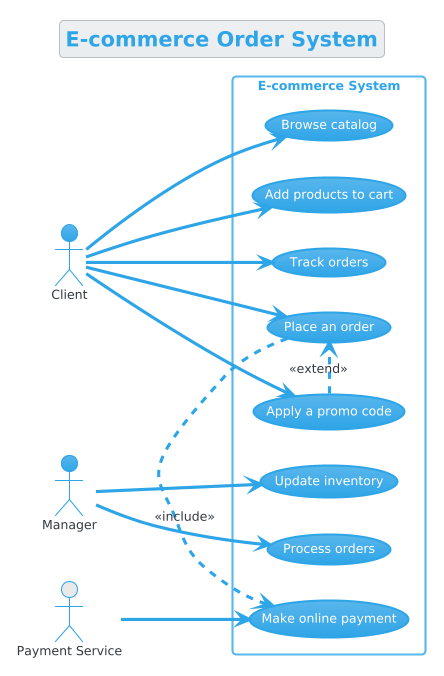 E-commerce Order System
E-commerce System
Browse catalog
Add products to cart
Track orders
Client
Place an order
«extend»
Apply a promo code
Update inventory
Manager
«include»
Process orders
Make online payment
Payment Service